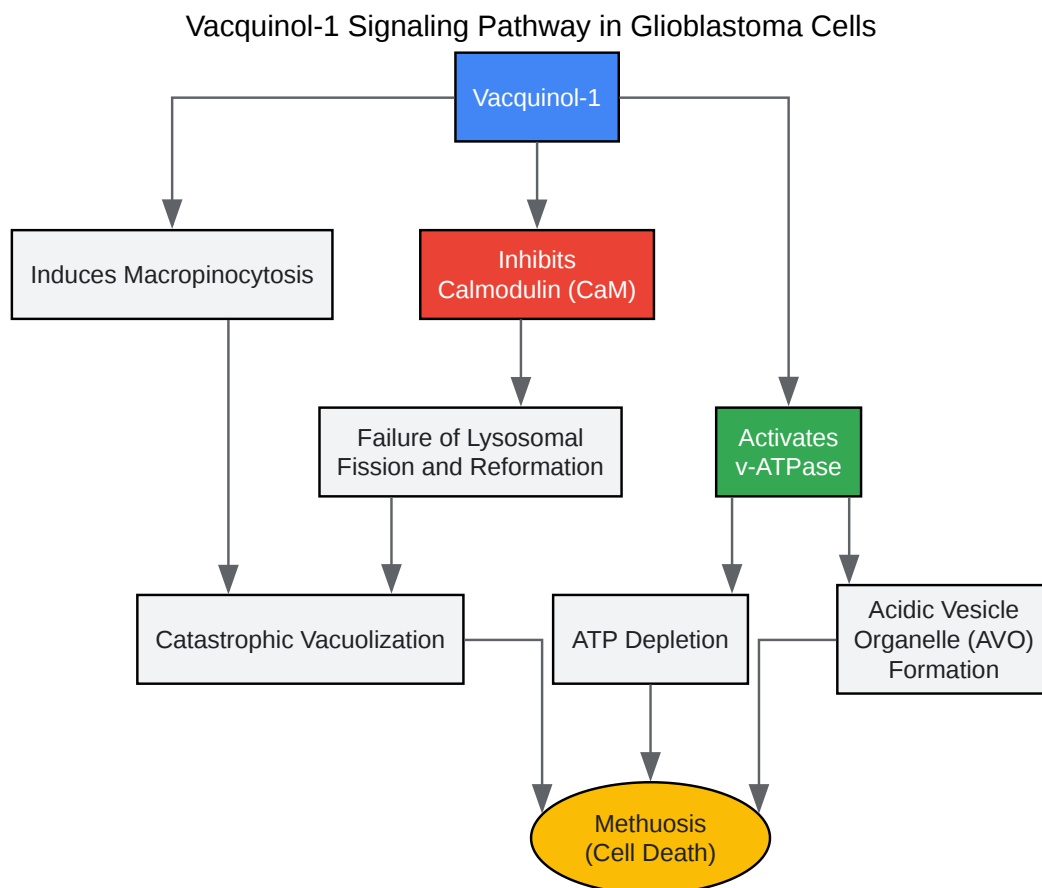 Vacquinol-1 Signaling Pathway in Glioblastoma Cells
Vacquinol-1
Induces Macropinocytosis
Inhibits
Calmodulin (CaM)
Failure of Lysosomal
Fission and Reformation
Activates
v-ATPase
Catastrophic Vacuolization
ATP Depletion
Acidic Vesicle
Organelle (AVO)
Formation
Methuosis
(Cell Death)